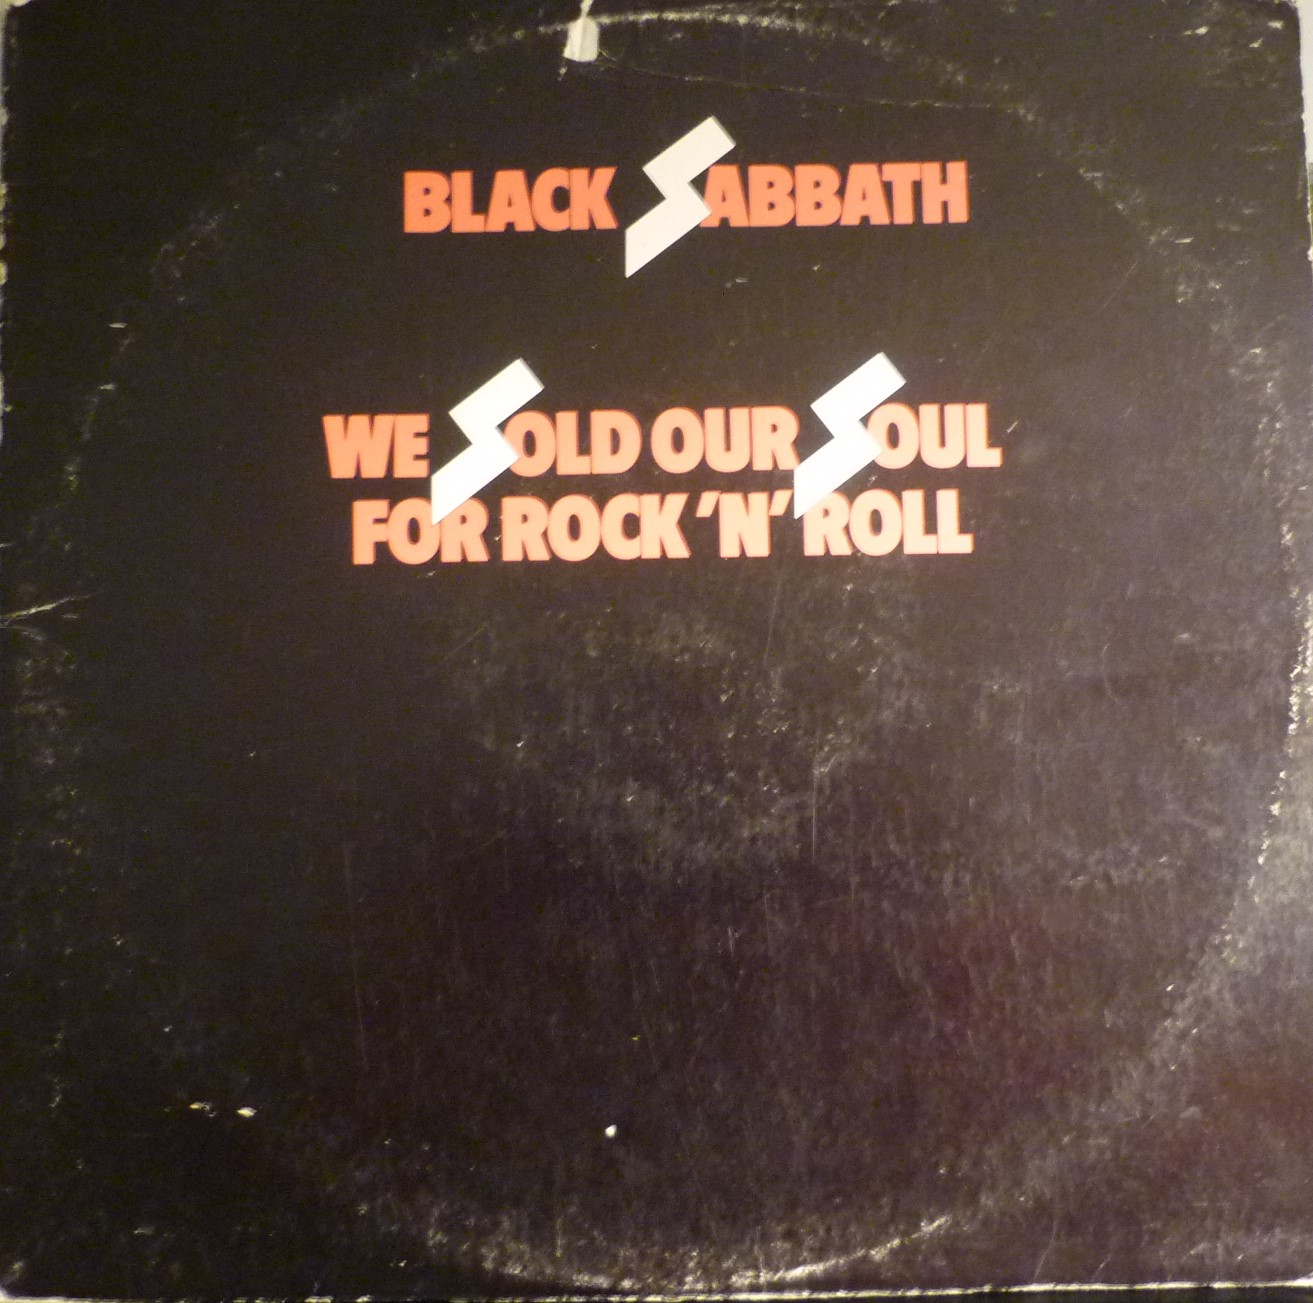 BLACK SABBATH
WE SOLD OUR SOUL
FOR ROCK 'N' ROLL